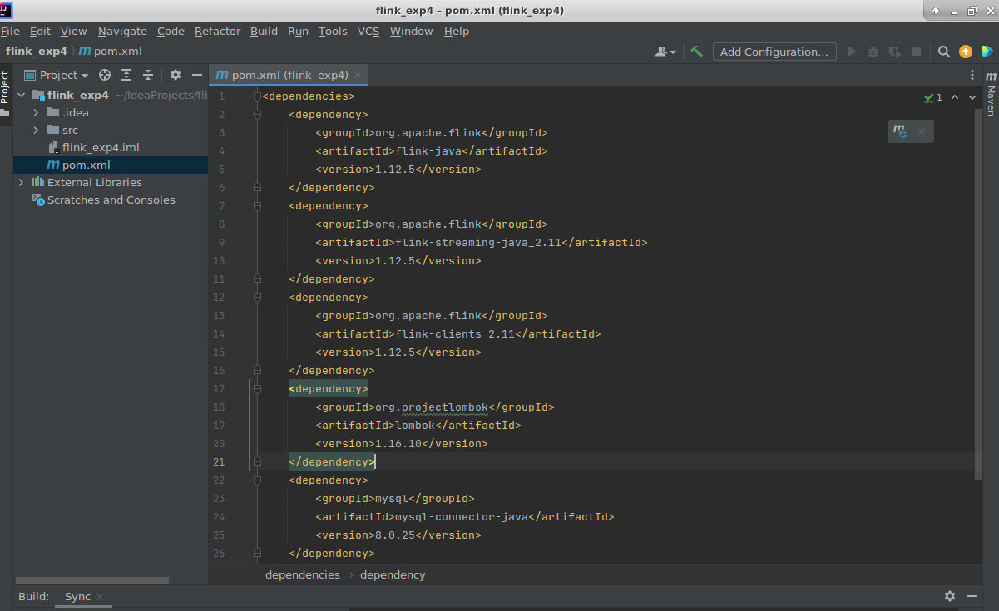 flink_exp4 – pom.xml (flink_exp4)
File Edit View Navigate Code Refactor Build Run Tools VCS Window Help
flink_exp4 m pom.xml
Add Configuration...
Project
Project
m pom.xml (flink_exp4)
flink_exp4 ~/IdeaProjects/fli
.idea
src
flink_exp4.iml
m pom.xml
External Libraries
Scratches and Consoles
1 <dependencies>
2 <dependency>
3 <groupId>org.apache.flink</groupId>
4 <artifactId>flink-java</artifactId>
5 <version>1.12.5</version>
6 </dependency>
7 <dependency>
8 <groupId>org.apache.flink</groupId>
9 <artifactId>flink-streaming-java_2.11</artifactId>
10 <version>1.12.5</version>
11 </dependency>
12 <dependency>
13 <groupId>org.apache.flink</groupId>
14 <artifactId>flink-clients_2.11</artifactId>
15 <version>1.12.5</version>
16 </dependency>
17 <dependency>
18 <groupId>org.projectlombok</groupId>
19 <artifactId>lombok</artifactId>
20 <version>1.16.10</version>
21 </dependency>
22 <dependency>
23 <groupId>mysql</groupId>
24 <artifactId>mysql-connector-java</artifactId>
25 <version>8.0.25</version>
26 </dependency>
1
m
m Maven
dependencies › dependency
Build: Sync